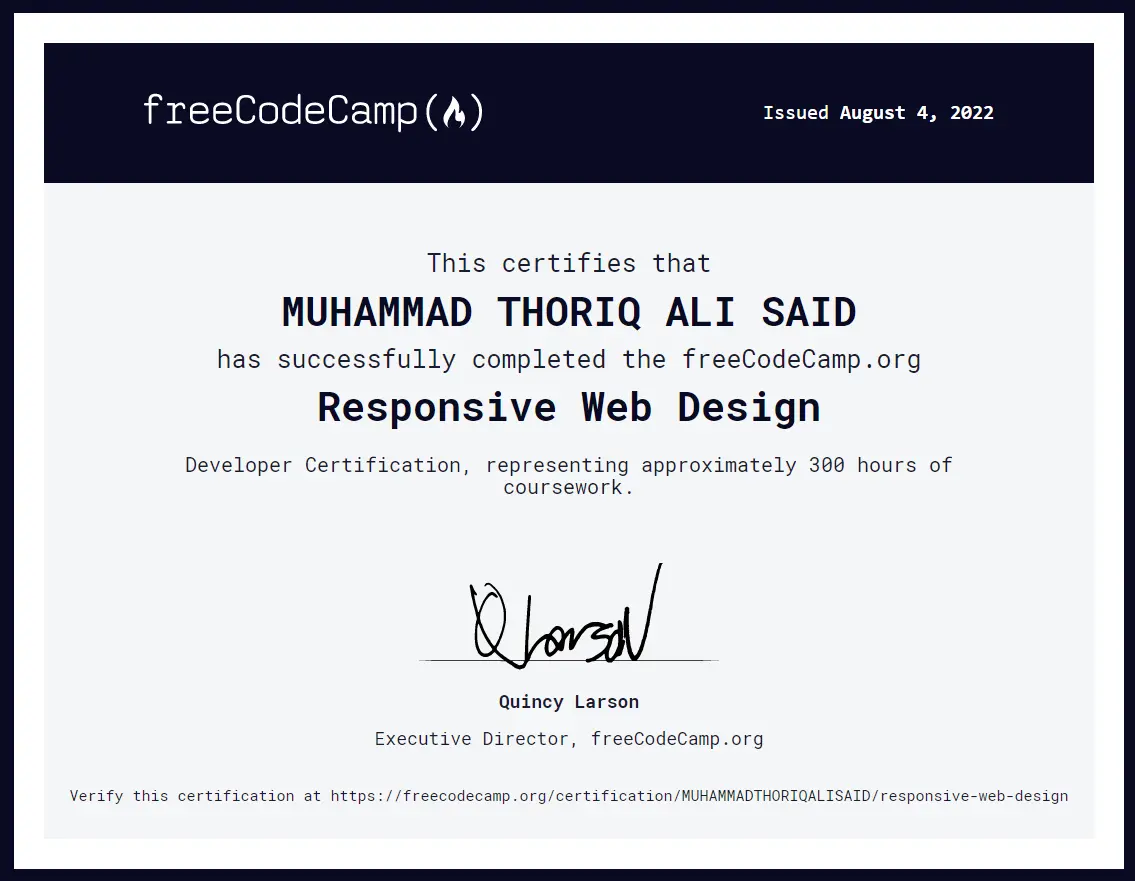 freeCodeCamp(🔥)
Issued August 4, 2022
This certifies that
MUHAMMAD THORIQ ALI SAID
has successfully completed the freeCodeCamp.org
Responsive Web Design
Developer Certification, representing approximately 300 hours of
coursework.
Q Larson
Quincy Larson
Executive Director, freeCodeCamp.org
Verify this certification at https://freecodecamp.org/certification/MUHAMMADTHORIQALISAID/responsive-web-design